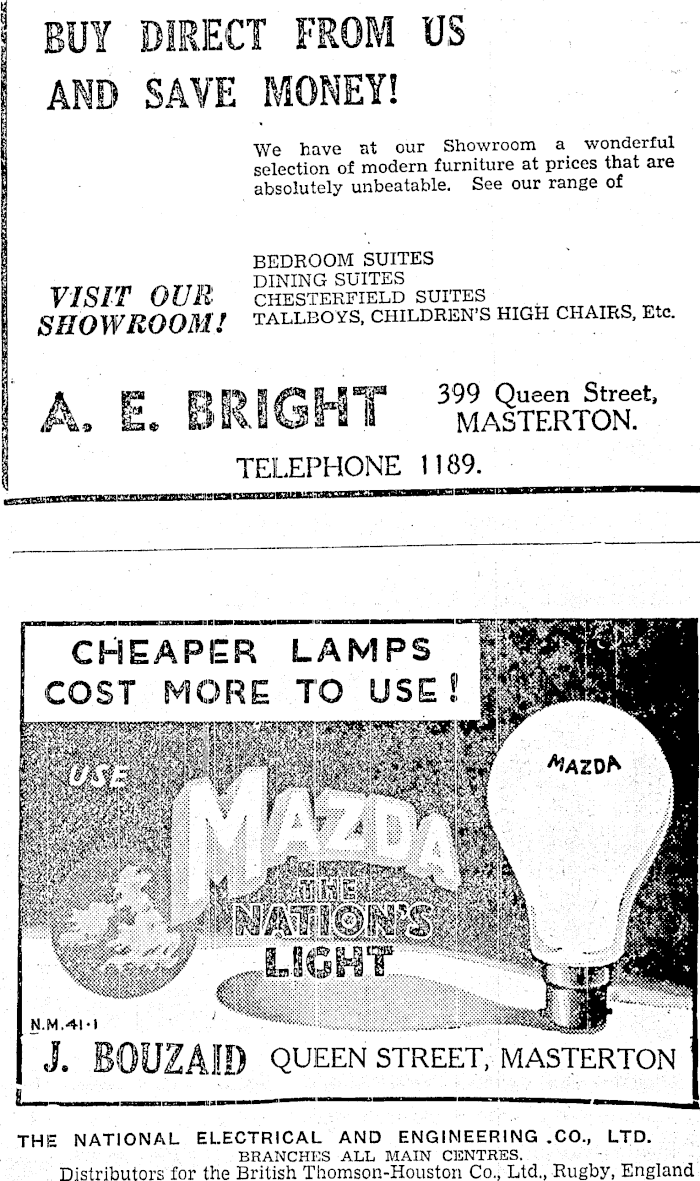 BUY DIRECT FROM US
AND SAVE MONEY!
We have at our Showroom a wonderful
selection of modern furniture at prices that are
absolutely unbeatable. See our range of
VISIT OUR
SHOWROOM!
BEDROOM SUITES
DINING SUITES
CHESTERFIELD SUITES
TALLBOYS, CHILDREN'S HIGH CHAIRS, Etc.
A. E. BRIGHT
399 Queen Street,
MASTERTON.
TELEPHONE 1189.
CHEAPER LAMPS
COST MORE TO USE!
USE
MAZDA
THE
NATION'S
LIGHT
MAZDA
N.M.41-1
J. BOUZAID QUEEN STREET, MASTERTON
THE NATIONAL ELECTRICAL AND ENGINEERING CO., LTD.
BRANCHES ALL MAIN CENTRES.
Distributors for the British Thomson-Houston Co., Ltd., Rugby, England